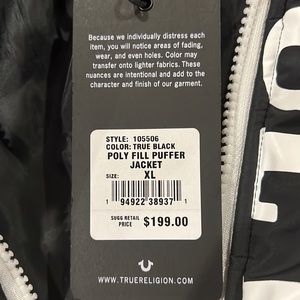 Because we individually distress each
item, you will notice areas of fading,
wear, and even holes. Color may
transfer onto lighter fabrics. These
nuances are intentional and add to the
character and finish of our garment.
STYLE: 105506
COLOR: TRUE BLACK
POLY FILL PUFFER
JACKET
SIZE: XL
1 94922 38937 1
SUGG RETAIL
PRICE $199.00
WWW.TRUERELIGION.COM